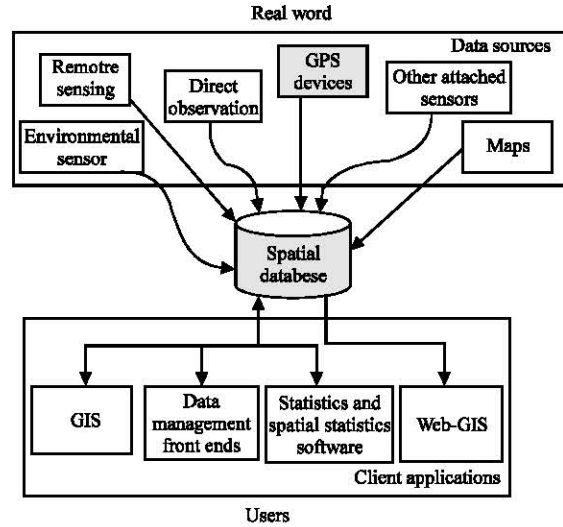 Real word
Data sources
Remotre
sensing
Direct
observation
GPS
devices
Other attached
sensors
Environmental
sensor
Maps
Spatial
databese
GIS
Data
management
front ends
Statistics and
spatial statistics
software
Web-GIS
Client applications
Users